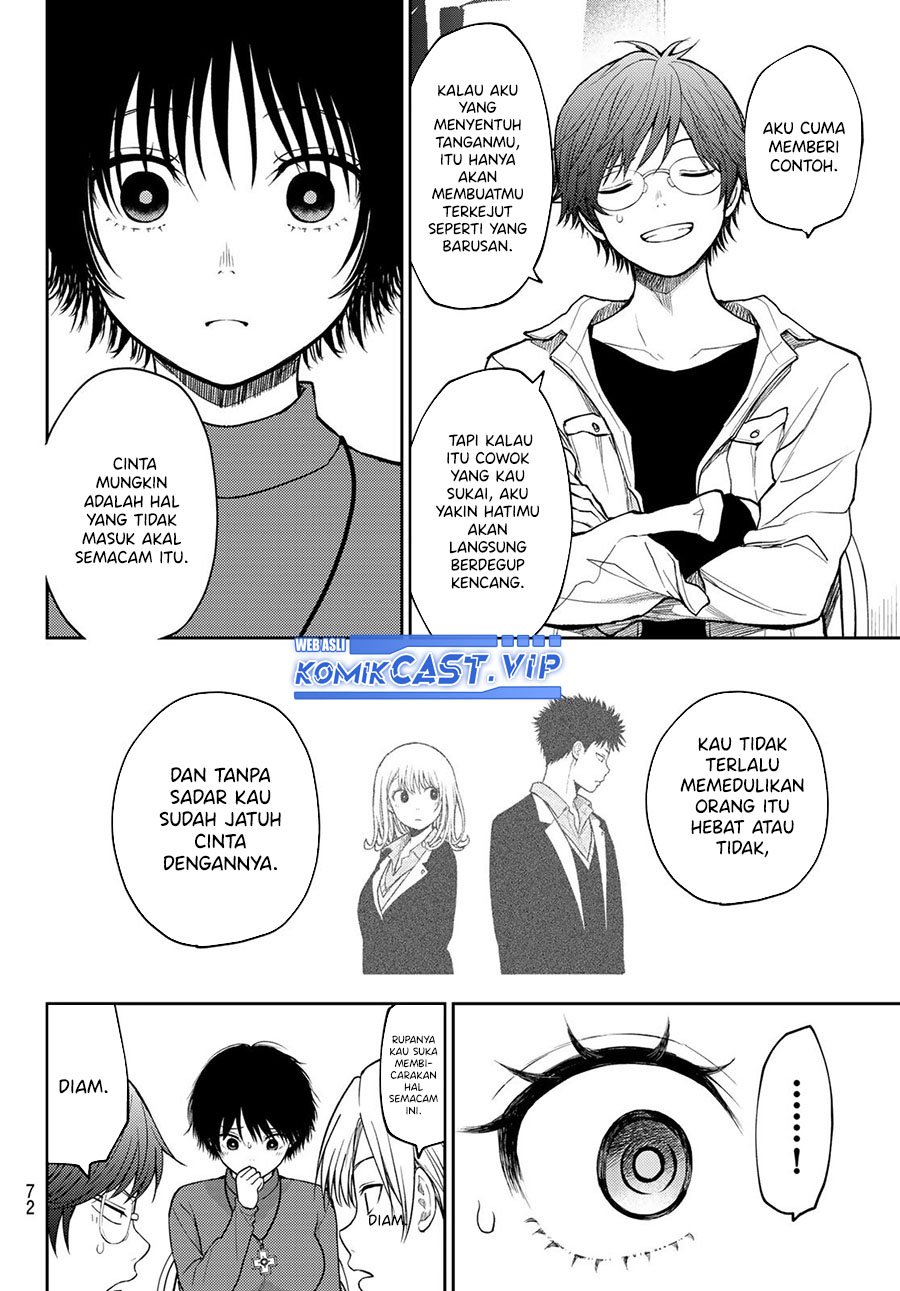 AKU CUMA
MEMBERI
CONTOH.
KALAU AKU
YANG
MENYENTUH
TANGANMU,
ITU HANYA
AKAN
MEMBUATMU
TERKEJUT
SEPERTI YANG
BARUSAN.
TAPI KALAU
ITU COWOK
YANG KAU
SUKAI, AKU
YAKIN HATIMU
AKAN
LANGSUNG
BERDEGUP
KENCANG.
CINTA
MUNGKIN
ADALAH HAL
YANG TIDAK
MASUK AKAL
SEMACAM ITU.
WEB ASLI
KOMIKCAST.VIP
KAU TIDAK
TERLALU
MEMEDULIKAN
ORANG ITU
HEBAT ATAU
TIDAK,
DAN TANPA
SADAR KAU
SUDAH JATUH
CINTA
DENGANNYA.
........!
RUPANYA
KAU SUKA
MEMBI-
CARAKAN
HAL
SEMACAM
INI.
DIAM.
DIAM.
72